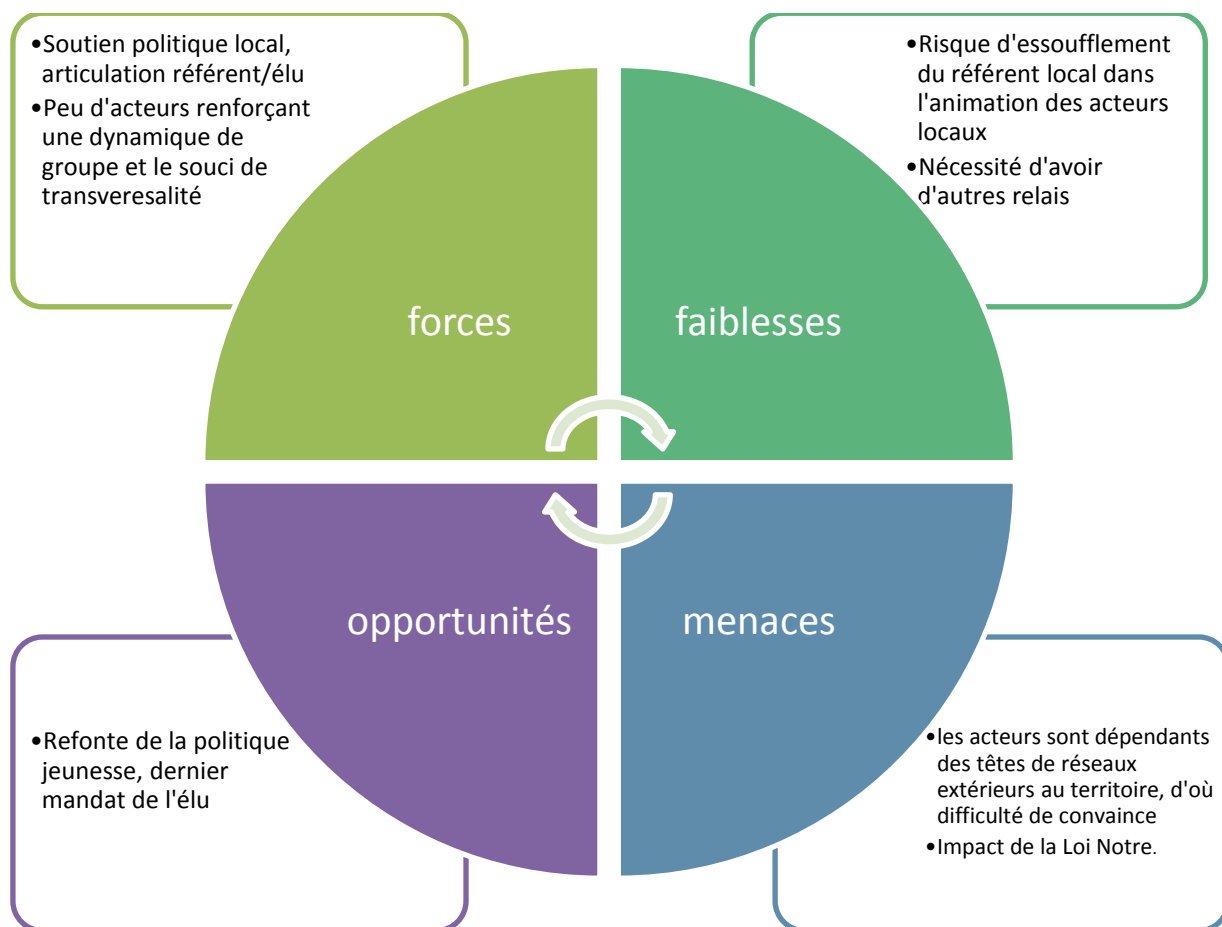 •Soutien politique local,
articulation référent/élu
•Peu d'acteurs renforçant
une dynamique de
groupe et le souci de
transveresalité
•Risque d'essoufflement
du référent local dans
l'animation des acteurs
locaux
•Nécessité d'avoir
d'autres relais
forces
faiblesses
opportunités
menaces
•Refonte de la politique
jeunesse, dernier
mandat de l'élu
•les acteurs sont dépendants
des têtes de réseaux
extérieurs au territoire, d'où
difficulté de convaince
•Impact de la Loi Notre.